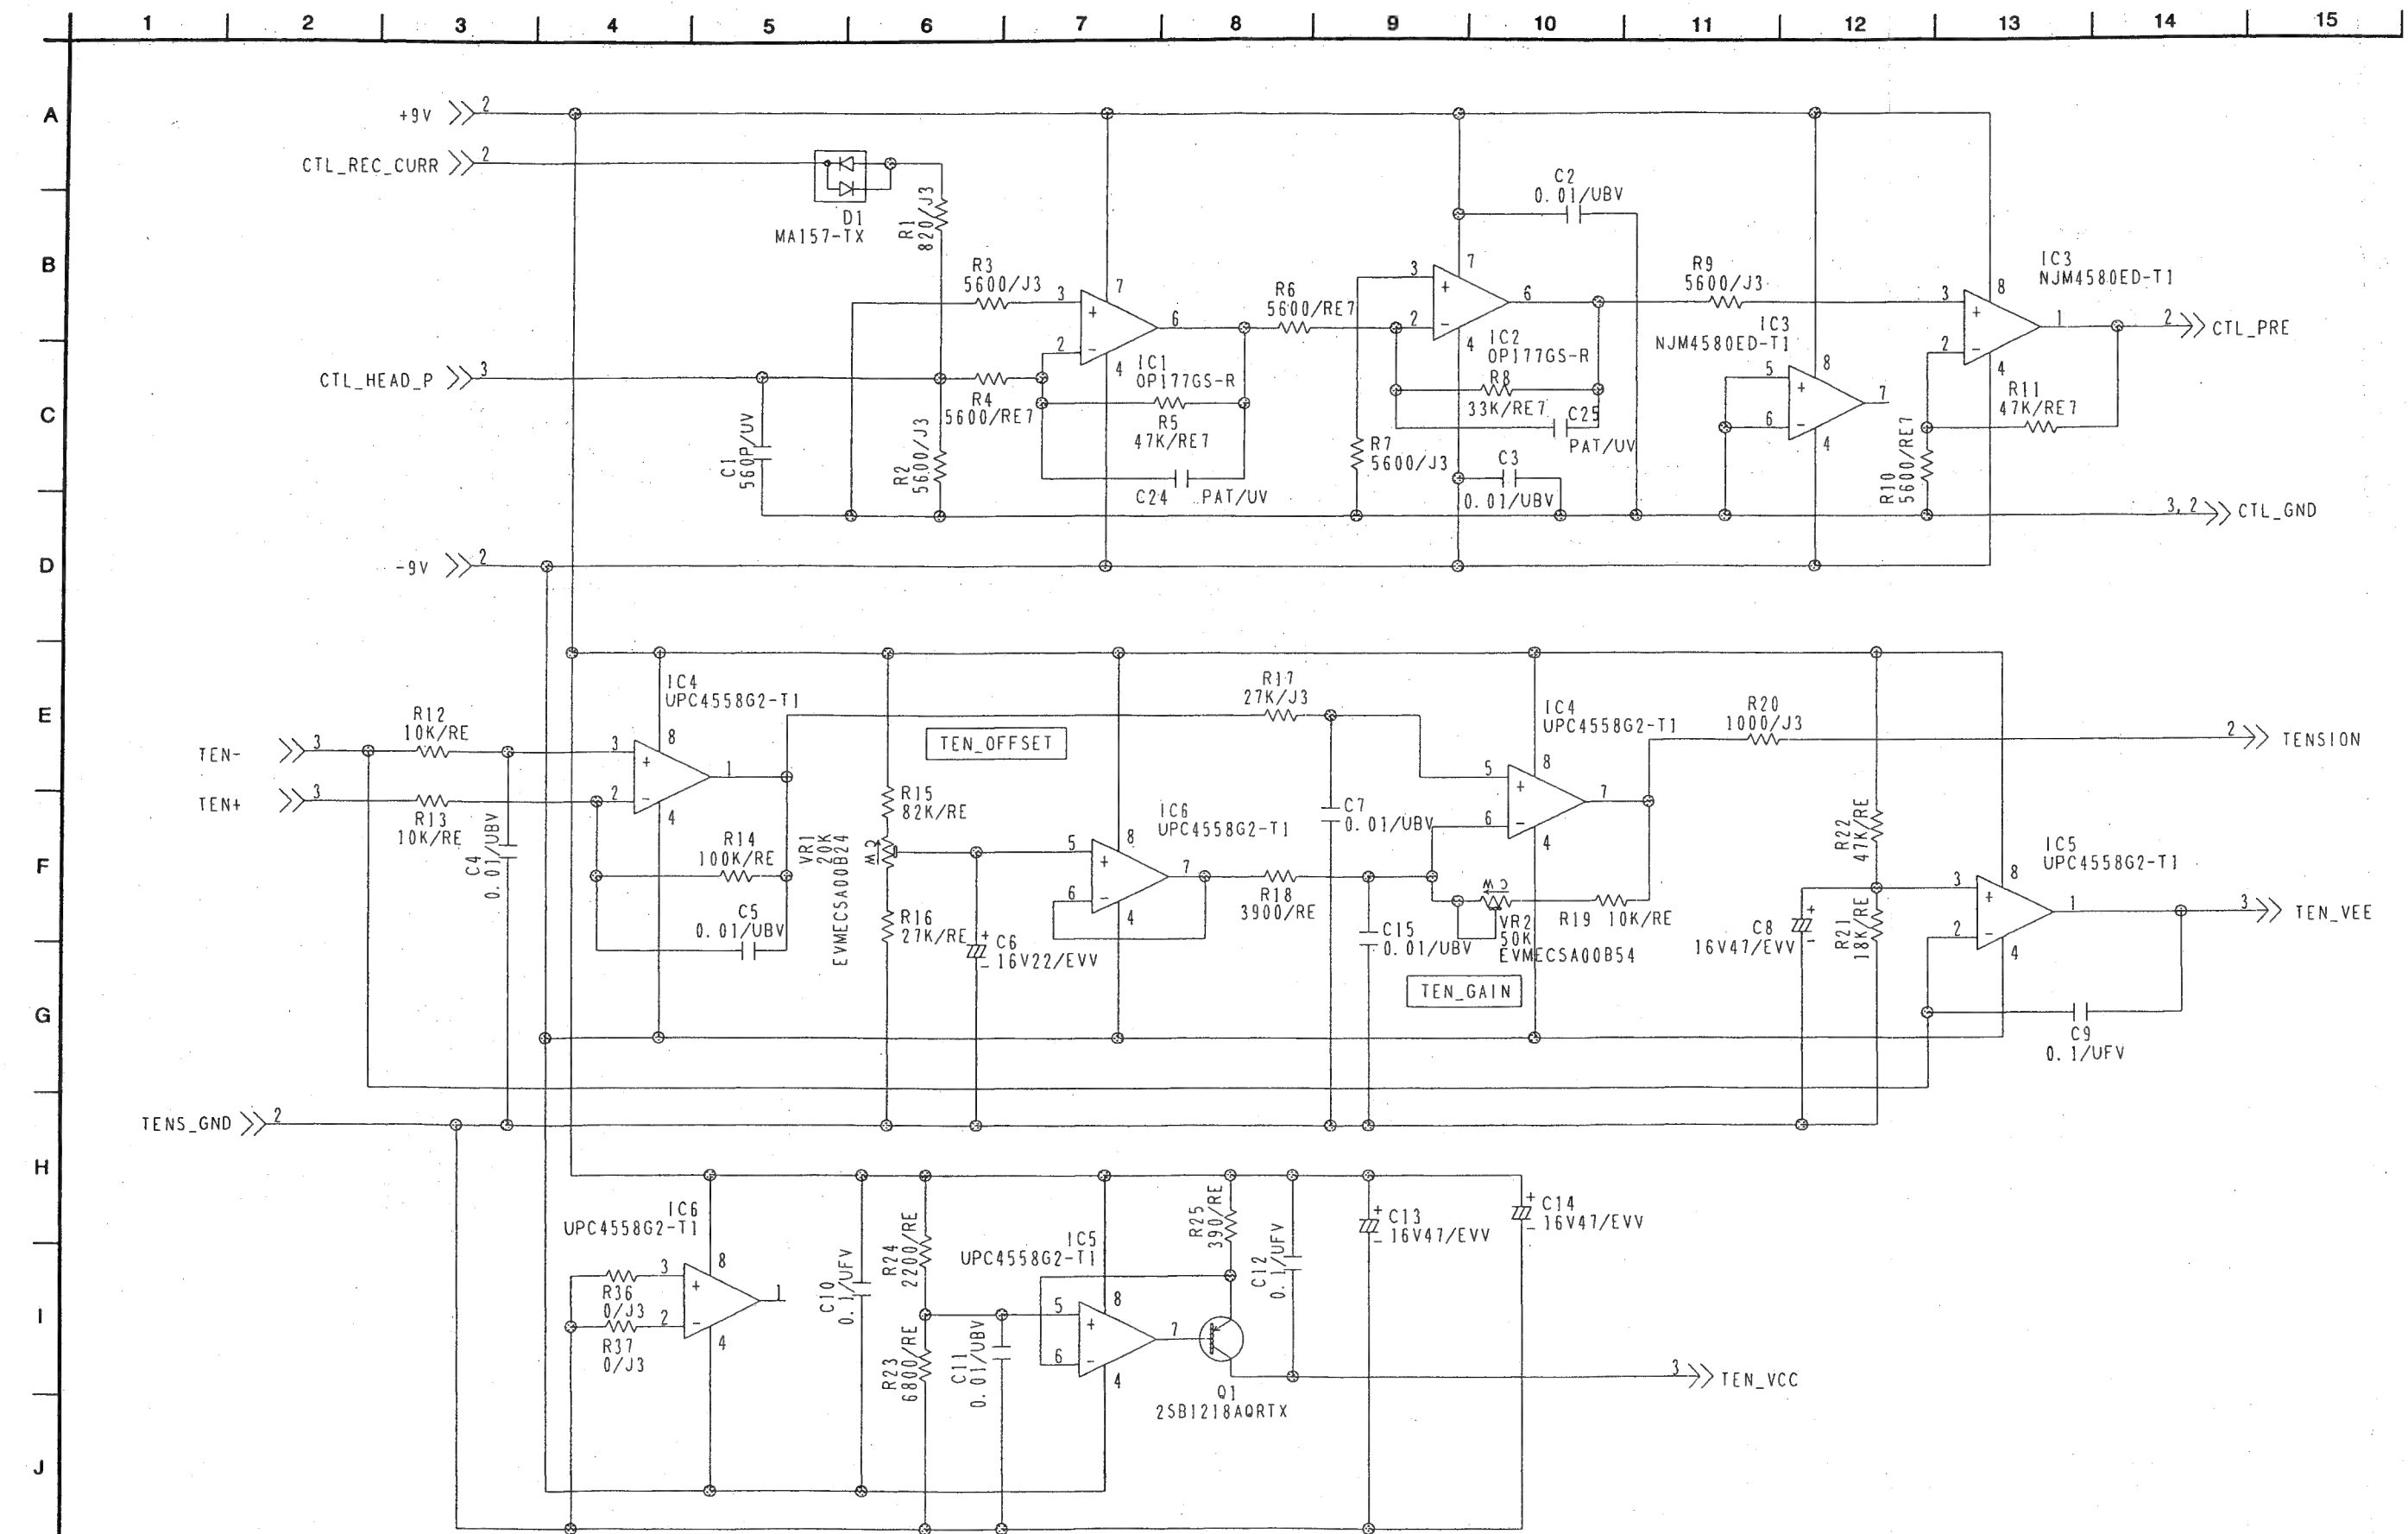 1 2 3 4 5 6 7 8 9 10 11 12 13 14 15
A
+9V 2
CTL_REC_CURR 2
D1
MA157-TX
R1
820/J3
C2
0.01/UBV
B
R3
5600/J3
3
2
7
6
4
IC1
OP177GS-R
R6
5600/RE7
3
2
7
6
4
IC2
OP177GS-R
R8
33K/RE7
C25
PAT/UV
R9
5600/J3
IC3
NJM4580ED-T1
3
2
8
1
4
2 CTL_PRE
IC3
NJM4580ED-T1
5
6
8
7
4
R11
47K/RE7
C
CTL_HEAD_P 3
R4
5600/RE7
R5
47K/RE7
C1
560P/UV
R2
5600/J3
C24 PAT/UV
R7
5600/J3
C3
0.01/UBV
R10
5600/RE7
3,2 CTL_GND
D
-9V 2
E
IC4
UPC4558G2-T1
R12
10K/RE
TEN- 3
TEN+ 3
R13
10K/RE
3
2
8
1
4
TEN_OFFSET
R17
27K/J3
IC4
UPC4558G2-T1
5
6
8
7
4
R20
1000/J3
2 TENSION
F
C4
0.01/UBV
R14
100K/RE
C5
0.01/UBV
VR1
20K
EVMECSA00B24
CW
R15
82K/RE
R16
27K/RE
C6
+
-
16V22/EVV
IC6
UPC4558G2-T1
5
6
8
7
4
R18
3900/RE
C7
0.01/UBV
C15
0.01/UBV
CW
VR2
50K
EVMECSA00B54
R19 10K/RE
TEN_GAIN
C8
16V47/EVV
+
-
R22
47K/RE
R21
18K/RE
IC5
UPC4558G2-T1
3
2
8
1
4
3 TEN_VEE
G
C9
0.1/UFV
TENS_GND 2
H
IC6
UPC4558G2-T1
3
2
8
1
4
R36
0/J3
R37
0/J3
C10
0.1/UFV
R24
2200/RE
R23
6800/RE
C11
0.01/UBV
IC5
UPC4558G2-T1
5
6
8
7
4
R25
390/RE
C12
0.1/UFV
+
-
C13
16V47/EVV
+
-
C14
16V47/EVV
I
Q1
2SB1218AQRTX
3 TEN_VCC
J